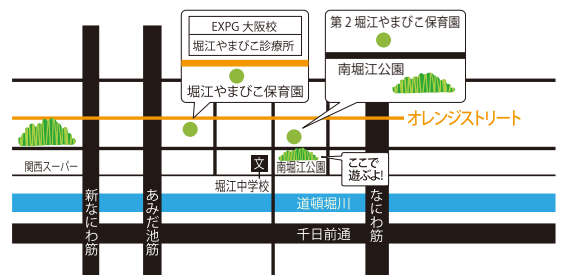 EXPG 大阪校
堀江やまびこ診療所
堀江やまびこ保育園
第2堀江やまびこ保育園
南堀江公園
オレンジストリート
関西スーパー
文
堀江中学校
南堀江公園
ここで
遊ぶよ!
新なにわ筋
あみだ池筋
なにわ筋
道頓堀川
千日前通